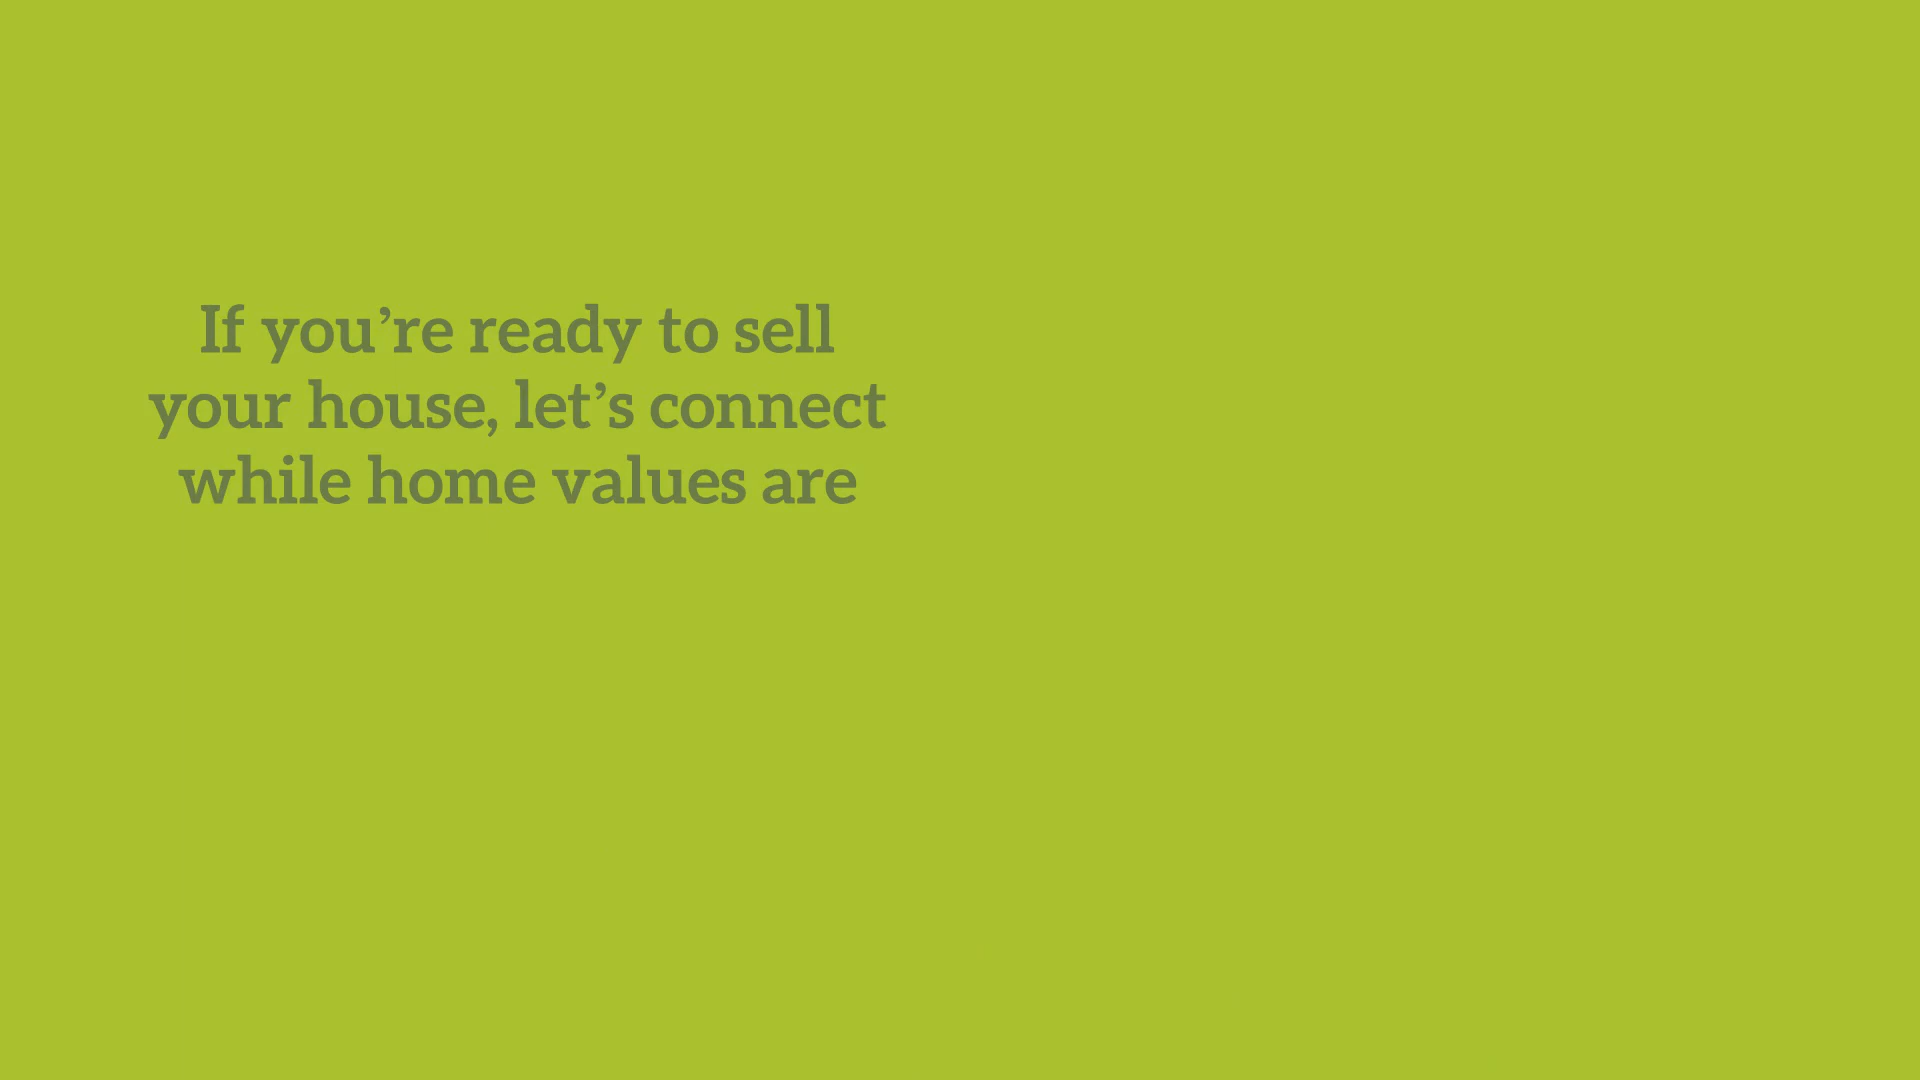 If you’re ready to sell
your house, let’s connect
while home values are